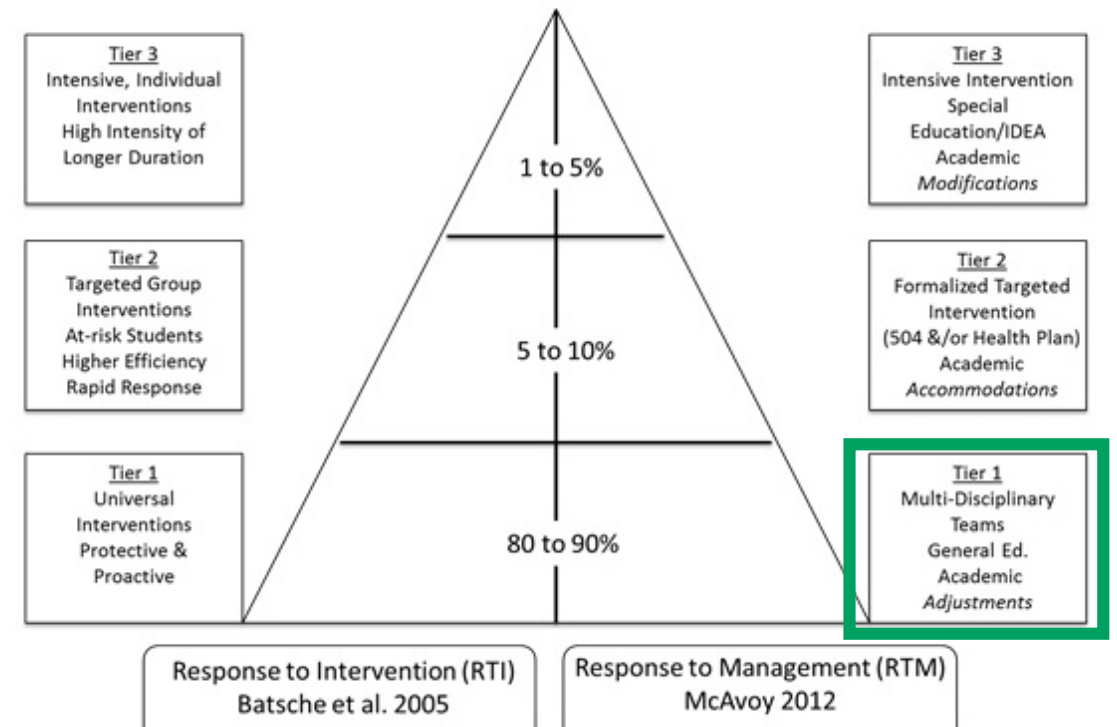 Tier 3
Intensive, Individual
Interventions
High Intensity of
Longer Duration
Tier 2
Targeted Group
Interventions
At-risk Students
Higher Efficiency
Rapid Response
Tier 1
Universal
Interventions
Protective &
Proactive
1 to 5%
5 to 10%
80 to 90%
Tier 3
Intensive Intervention
Special
Education/IDEA
Academic
Modifications
Tier 2
Formalized Targeted
Intervention
(504 &/or Health Plan)
Academic
Accommodations
Tier 1
Multi-Disciplinary
Teams
General Ed.
Academic
Adjustments
Response to Intervention (RTI)
Batsche et al. 2005
Response to Management (RTM)
McAvoy 2012